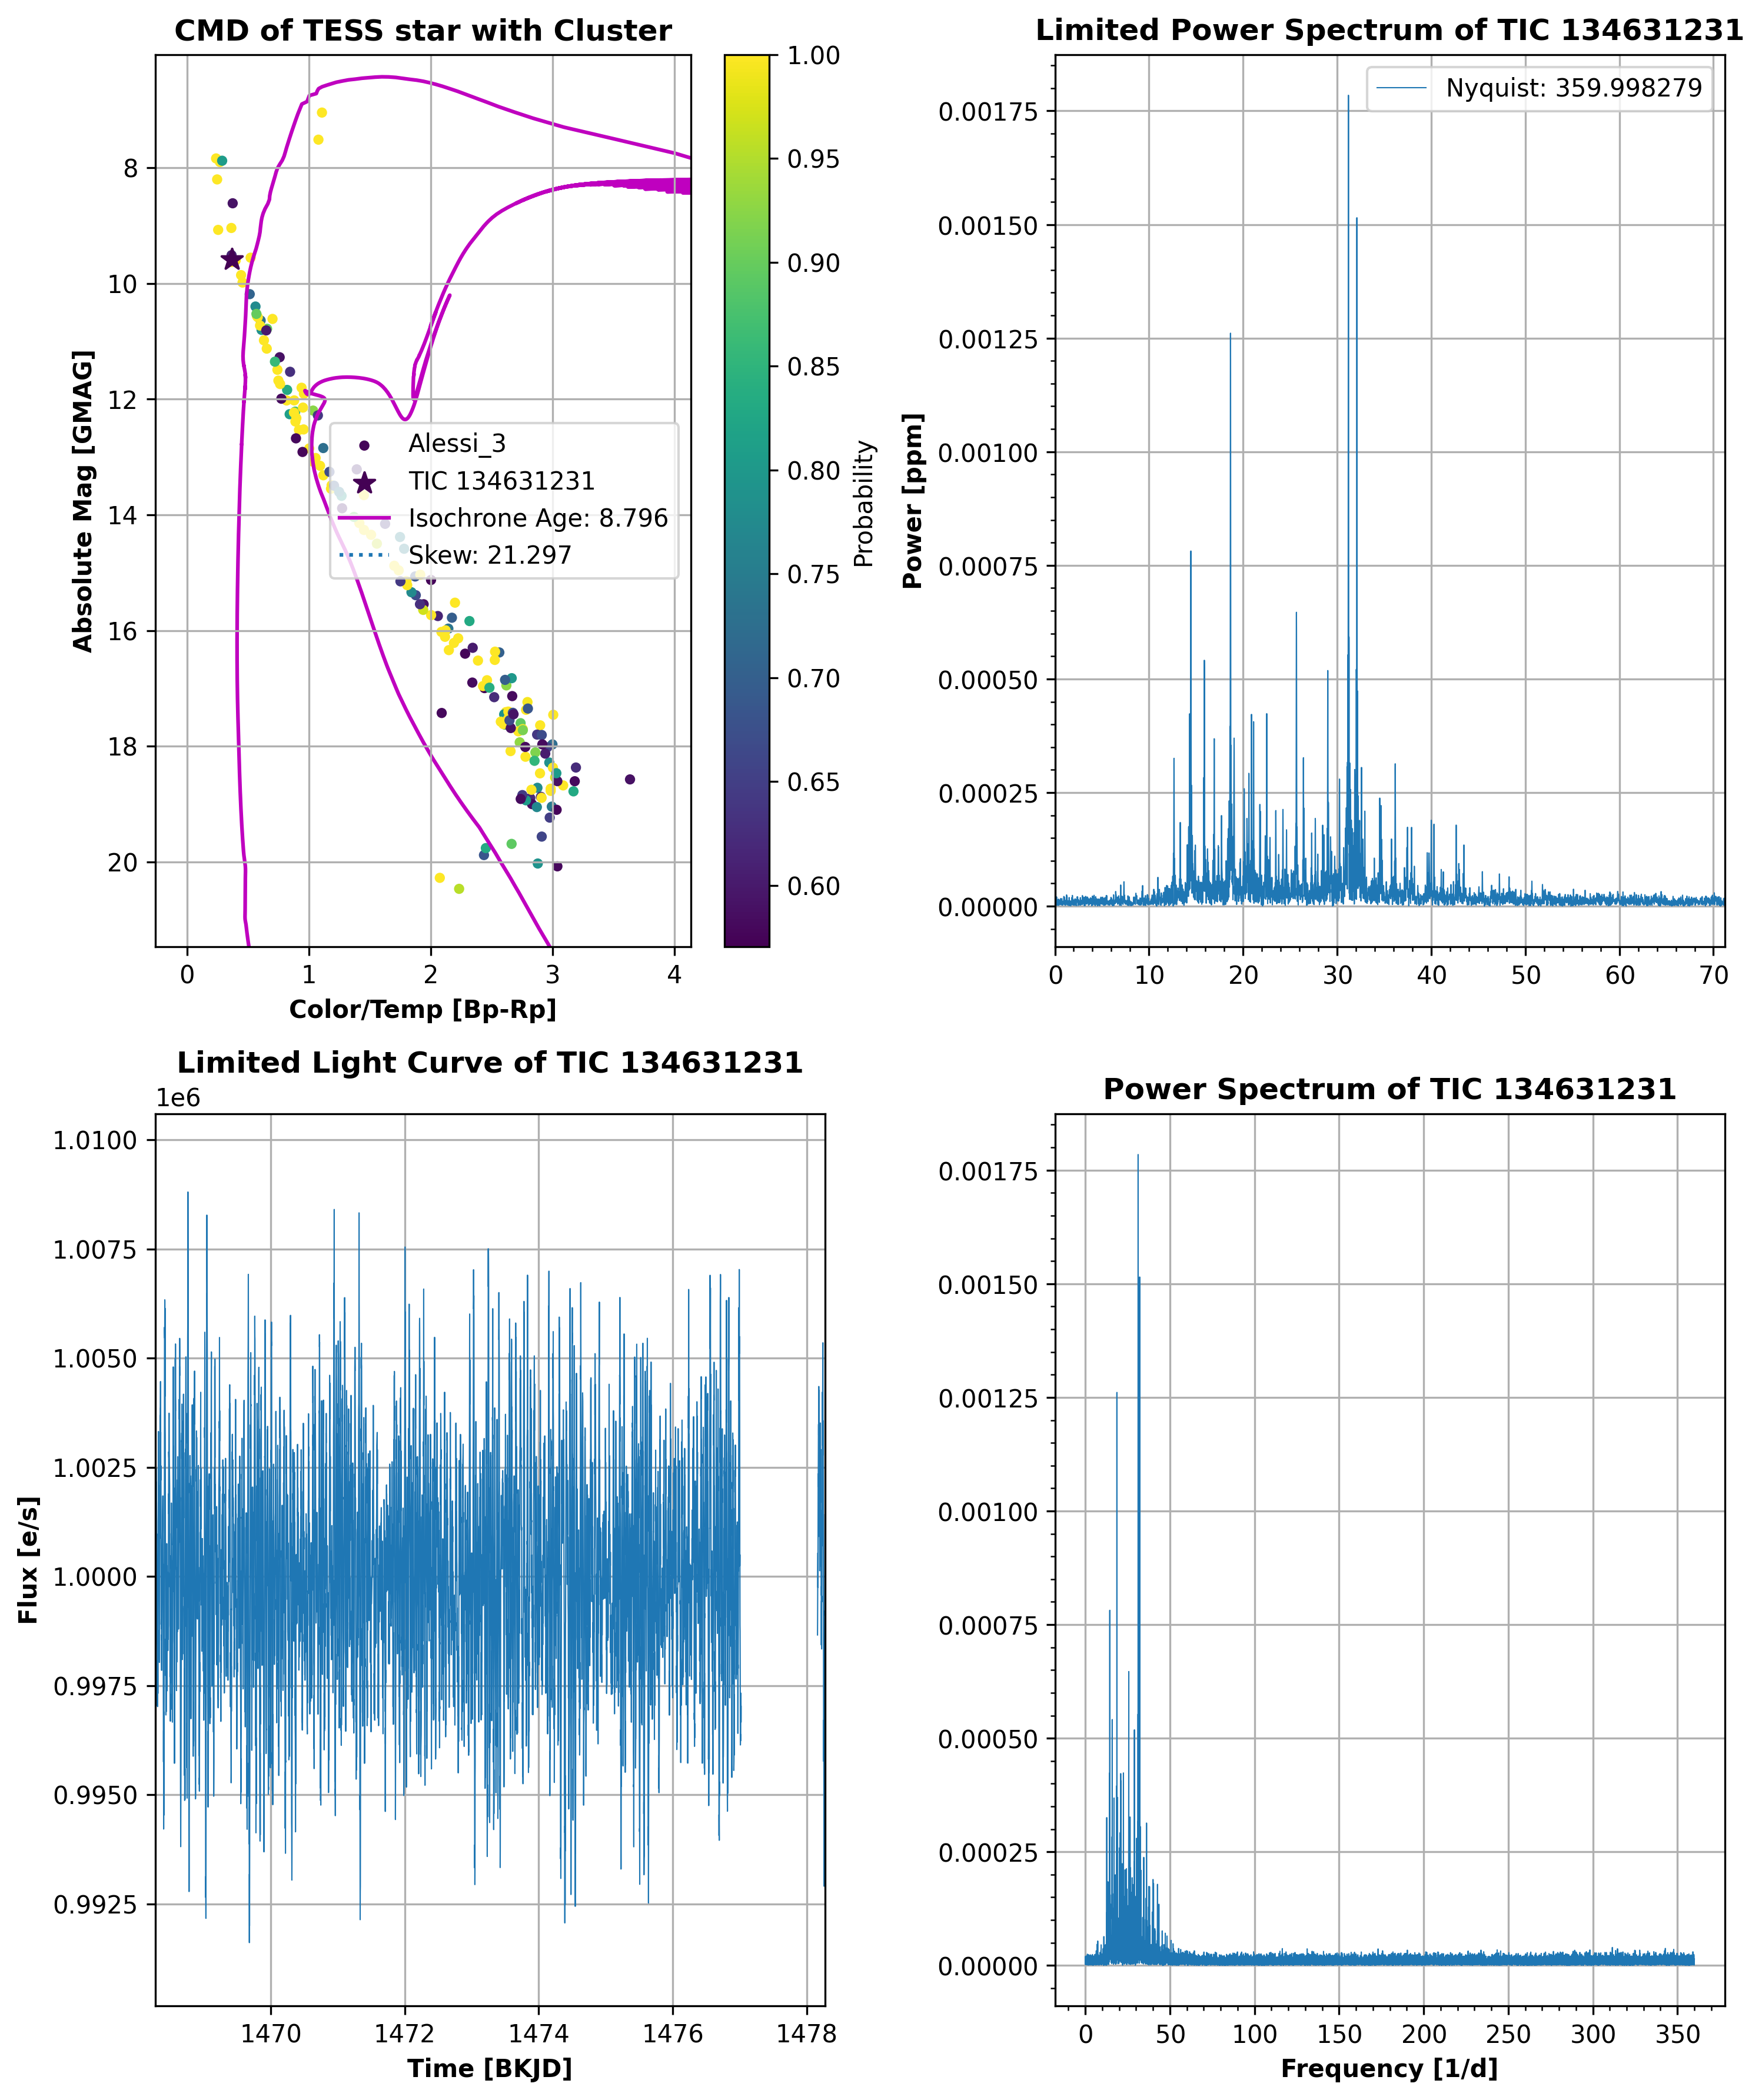 CMD of TESS star with Cluster
8
10
12
14
16
18
20
Absolute Mag [GMAG]
0 1 2 3 4
Color/Temp [Bp-Rp]
Alessi_3
TIC 134631231
Isochrone Age: 8.796
Skew: 21.297
1.00
0.95
0.90
0.85
0.80
0.75
0.70
0.65
0.60
Probability
Limited Power Spectrum of TIC 134631231
Nyquist: 359.998279
0.00175
0.00150
0.00125
0.00100
0.00075
0.00050
0.00025
0.00000
Power [ppm]
0 10 20 30 40 50 60 70
Limited Light Curve of TIC 134631231
1e6
1.0100
1.0075
1.0050
1.0025
1.0000
0.9975
0.9950
0.9925
Flux [e/s]
1470 1472 1474 1476 1478
Time [BKJD]
Power Spectrum of TIC 134631231
0.00175
0.00150
0.00125
0.00100
0.00075
0.00050
0.00025
0.00000
0 50 100 150 200 250 300 350
Frequency [1/d]